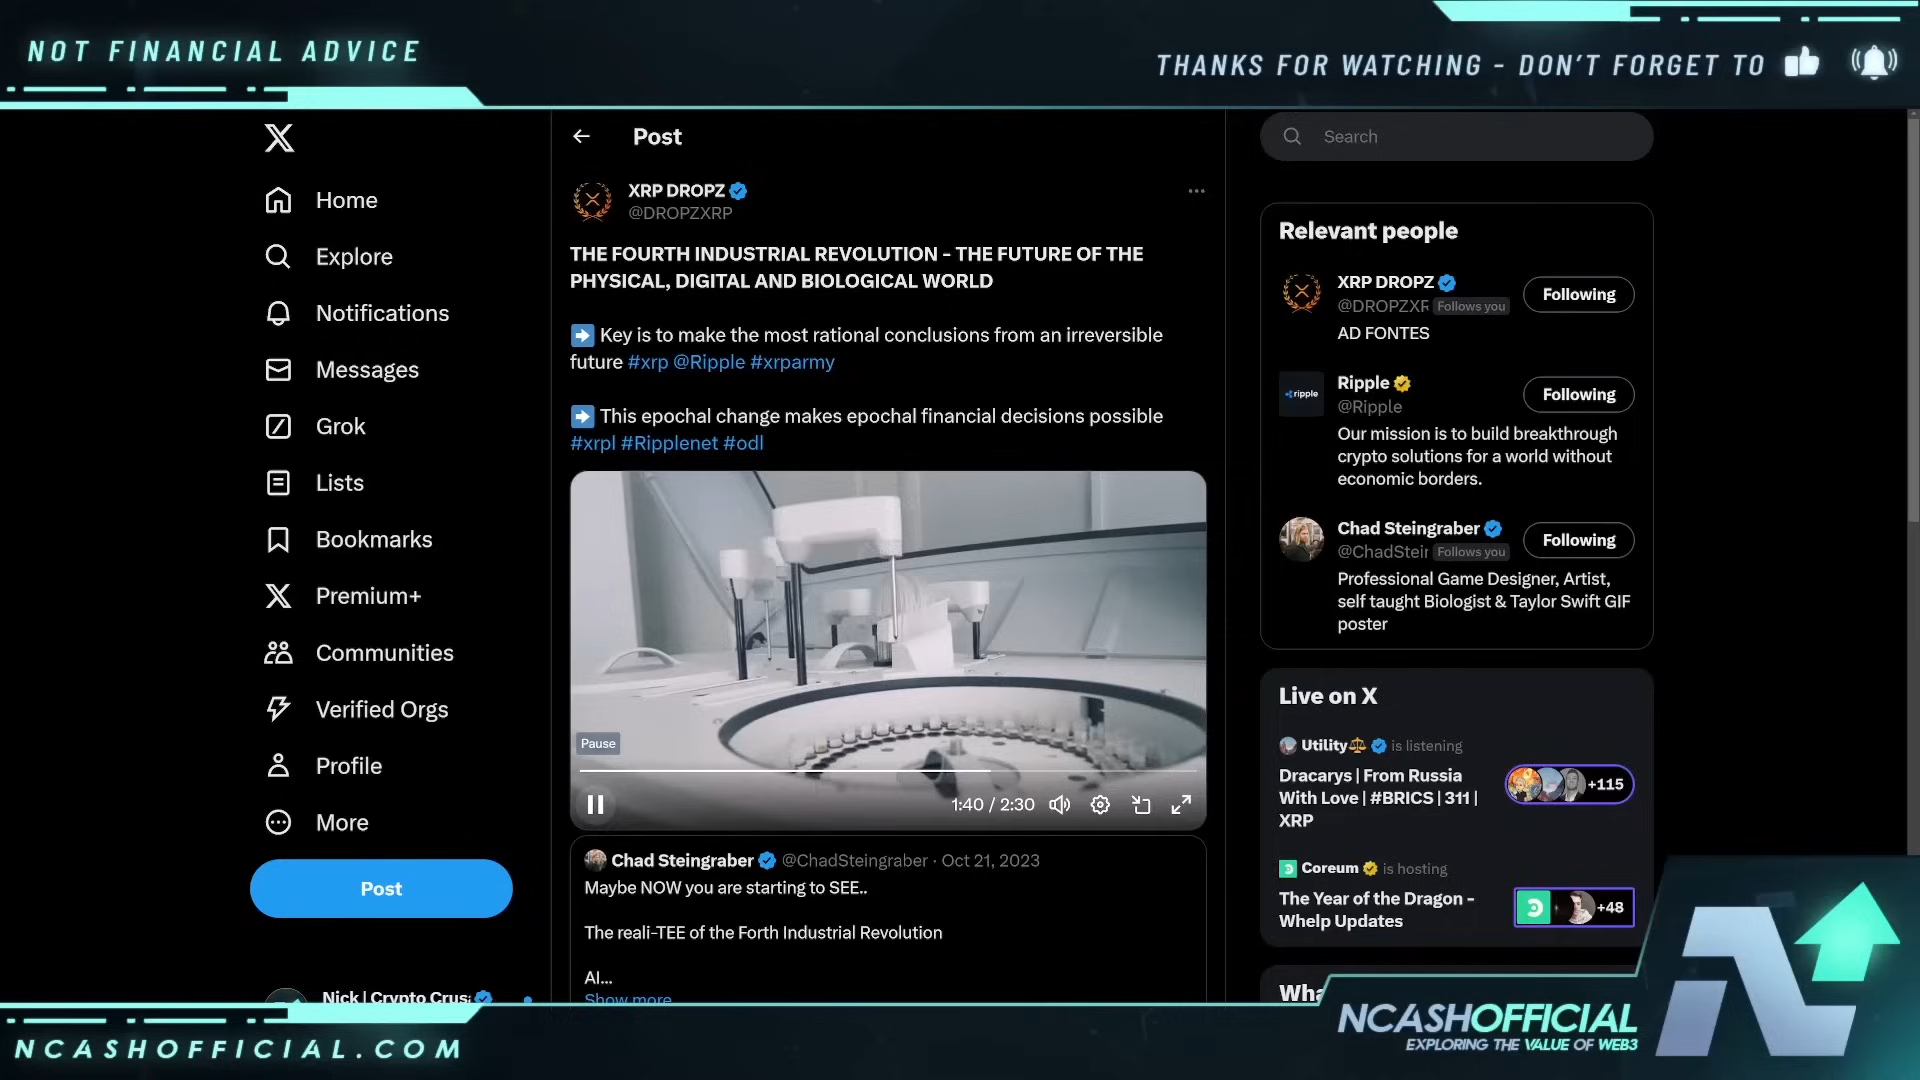 NOT FINANCIAL ADVICE
THANKS FOR WATCHING - DON'T FORGET TO
Home
Explore
Notifications
Messages
Grok
Lists
Bookmarks
Premium+
Communities
Verified Orgs
Profile
More
Post
Nick | Crypto Crus
Post
XRP DROPZ
@DROPZXRP
THE FOURTH INDUSTRIAL REVOLUTION - THE FUTURE OF THE
PHYSICAL, DIGITAL AND BIOLOGICAL WORLD
➡️ Key is to make the most rational conclusions from an irreversible
future #xrp @Ripple #xrparmy
➡️ This epochal change makes epochal financial decisions possible
#xrpl #Ripplenet #odl
Pause
1:40 / 2:30
Chad Steingraber @ChadSteingraber · Oct 21, 2023
Maybe NOW you are starting to SEE..
The reali-TEE of the Forth Industrial Revolution
AI...
Show more
Search
Relevant people
XRP DROPZ
@DROPZXR Follows you
Following
AD FONTES
Ripple
@Ripple
Following
ripple
Our mission is to build breakthrough
crypto solutions for a world without
economic borders.
Chad Steingraber
@ChadSteir Follows you
Following
Professional Game Designer, Artist,
self taught Biologist & Taylor Swift GIF
poster
Live on X
Utility is listening
Dracarys | From Russia
With Love | #BRICS | 311 |
XRP
+115
Coreum is hosting
The Year of the Dragon -
Whelp Updates
+48
Wha
NCASHOFFICIAL
EXPLORING THE VALUE OF WEB3
NCASHOFFICIAL.COM